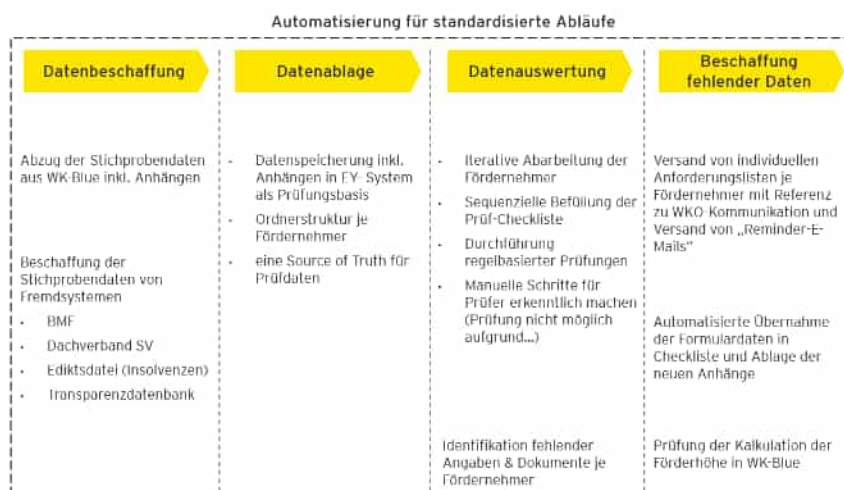 Automatisierung für standardisierte Abläufe
Datenbeschaffung
Abzug der Stichprobendaten
aus WK-Blue inkl. Anhängen
Beschaffung der
Stichprobendaten von
Fremdsystemen
• BMF
• Dachverband SV
• Ediktsdatei (Insolvenzen)
• Transparenzdatenbank
Datenablage
• Datenspeicherung inkl.
Anhängen in EY- System
als Prüfungsbasis
• Ordnerstruktur je
Fördernehmer
• eine Source of Truth für
Prüfdaten
Datenauswertung
• Iterative Abarbeitung der
Fördernehmer
• Sequenzielle Befüllung der
Prüf-Checkliste
• Durchführung
regelbasierter Prüfungen
• Manuelle Schritte für
Prüfer erkenntlich machen
(Prüfung nicht möglich
aufgrund...)
Identifikation fehlender
Angaben & Dokumente je
Fördernehmer
Beschaffung
fehlender Daten
Versand von individuellen
Anforderungslisten je
Fördernehmer mit Referenz
zu WKO-Kommunikation und
Versand von „Reminder-E-
Mails"
Automatisierte Übernahme
der Formulardaten in
Checkliste und Ablage der
neuen Anhänge
Prüfung der Kalkulation der
Förderhöhe in WK-Blue